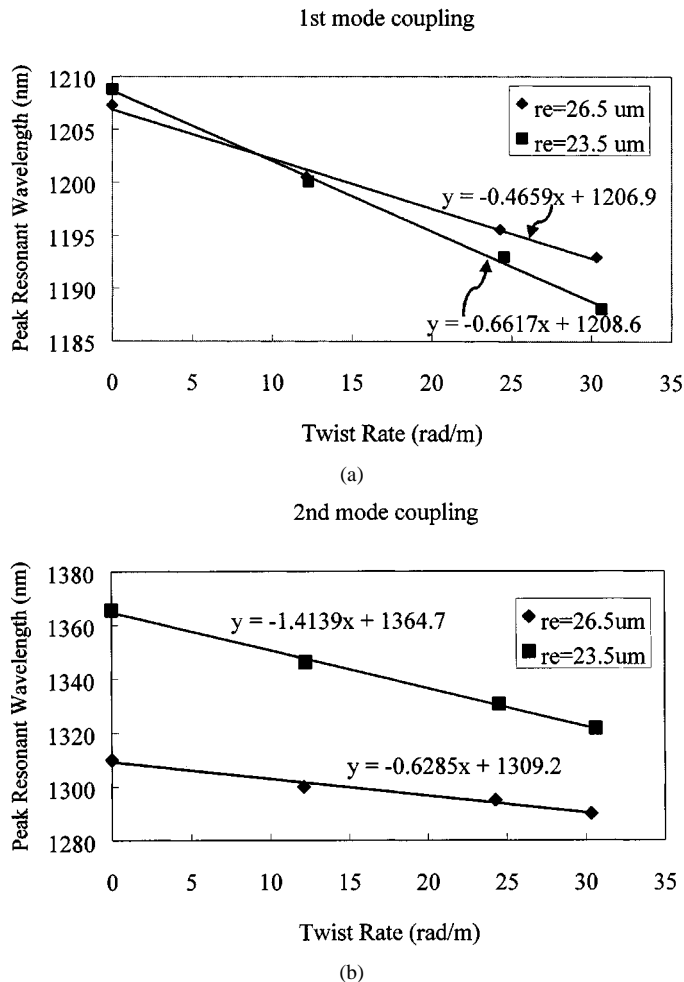 1st mode coupling
1210
1205
1200
1195
1190
1185
Peak Resonant Wavelength (nm)
re=26.5 um
re=23.5 um
y = -0.4659x + 1206.9
y = -0.6617x + 1208.6
0 5 10 15 20 25 30 35
Twist Rate (rad/m)
(a)
2nd mode coupling
1380
1360
1340
1320
1300
1280
Peak Resonant Wavelength (nm)
re=26.5um
re=23.5um
y = -1.4139x + 1364.7
y = -0.6285x + 1309.2
0 5 10 15 20 25 30 35
Twist Rate (rad/m)
(b)